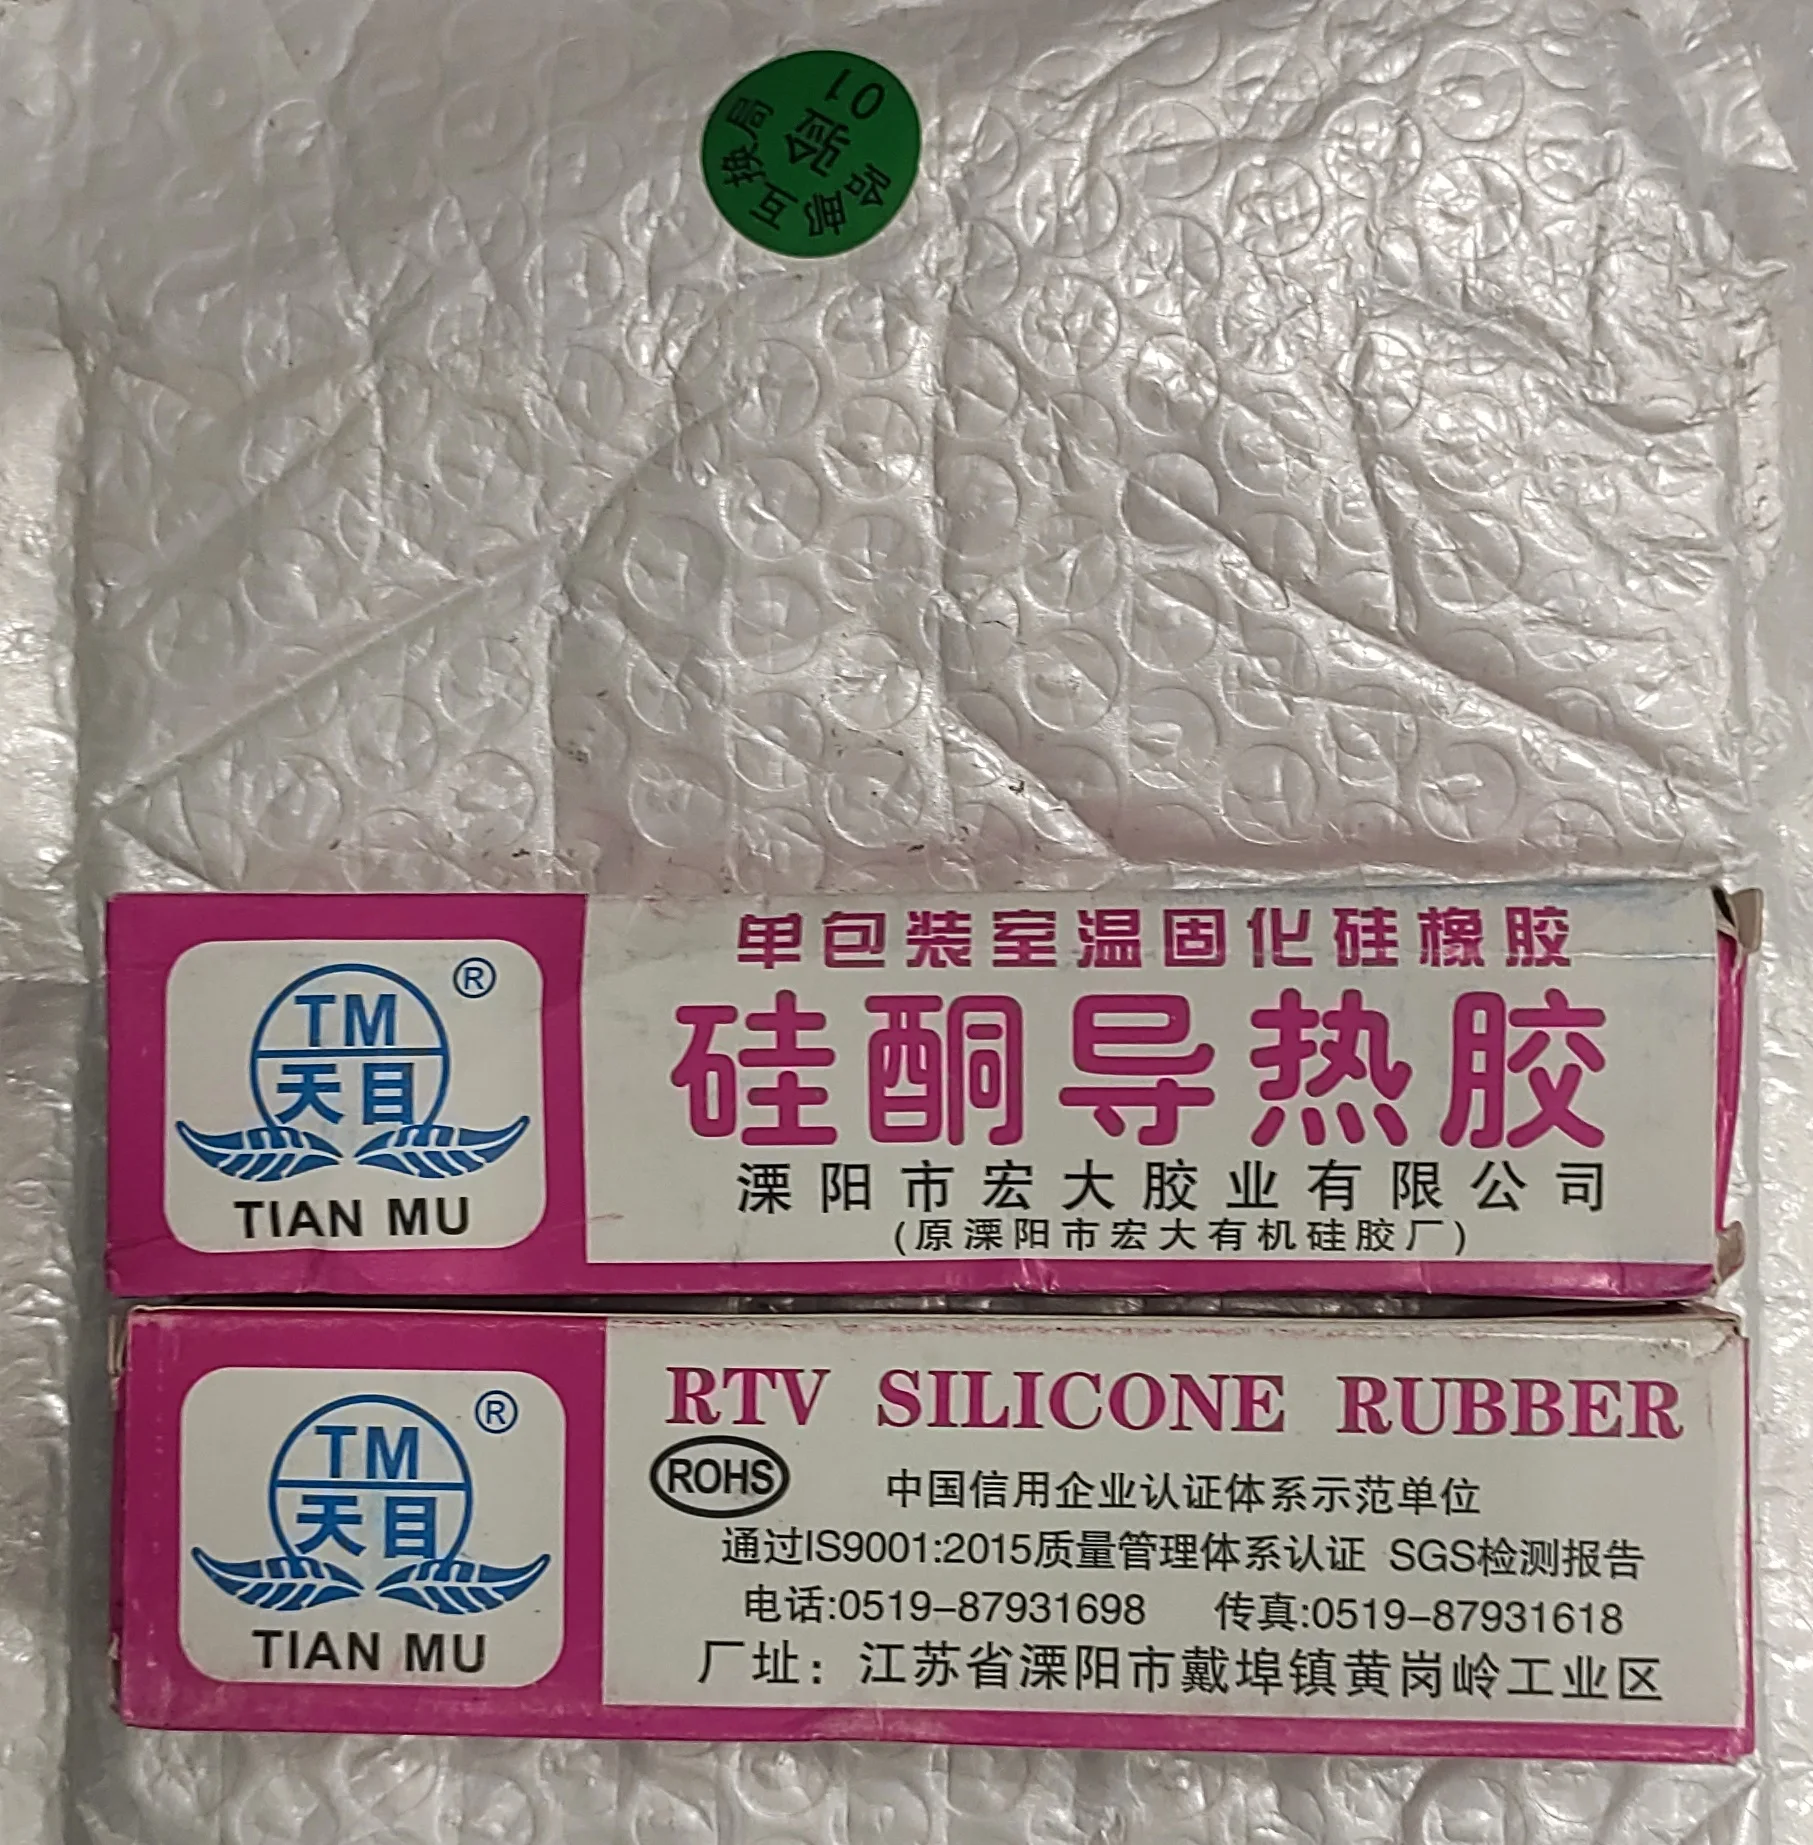 哈邮互换局
验
01
单包装室温固化硅橡胶
硅酮导热胶
溧阳市宏大胶业有限公司
(原溧阳市宏大有机硅胶厂)
®
TM
天目
TIAN MU
RTV SILICONE RUBBER
ROHS
中国信用企业认证体系示范单位
通过IS9001:2015质量管理体系认证 SGS检测报告
电话:0519-87931698 传真:0519-87931618
厂址：江苏省溧阳市戴埠镇黄岗岭工业区
®
TM
天目
TIAN MU